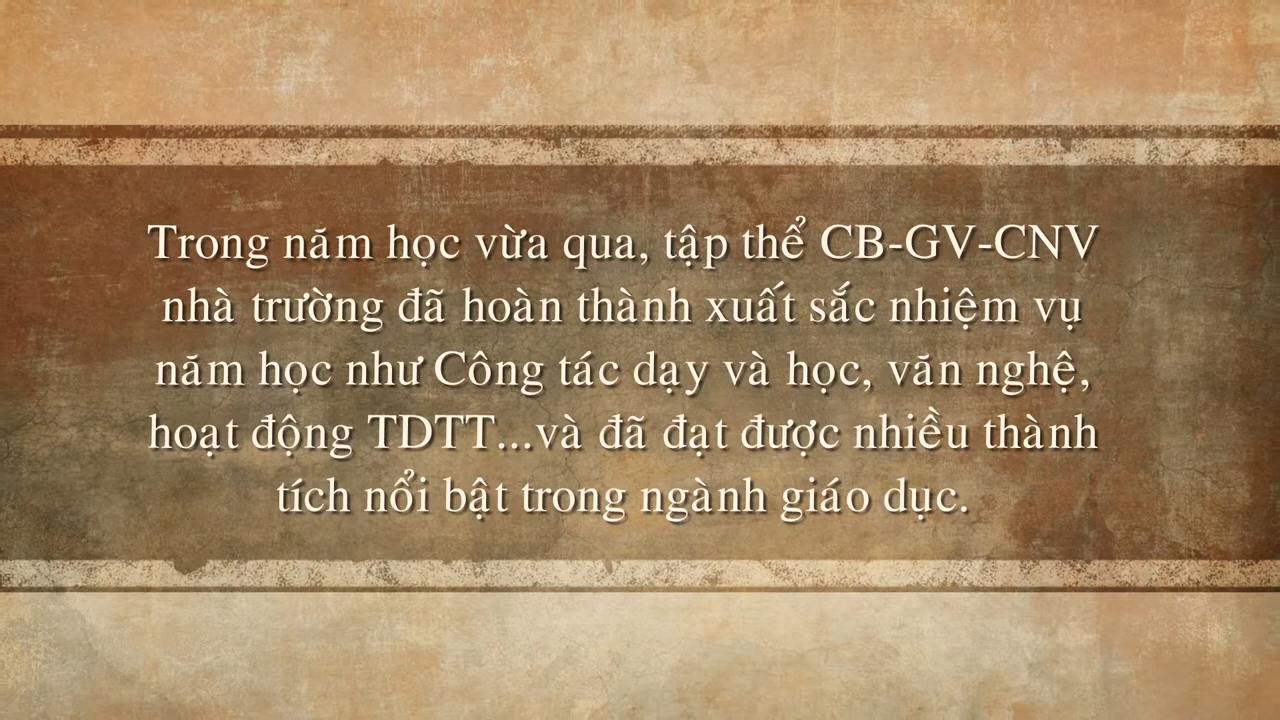 Trong năm học vừa qua, tập thể CB-GV-CNV
nhà trường đã hoàn thành xuất sắc nhiệm vụ
năm học như Công tác dạy và học, văn nghệ,
hoạt động TDTT...và đã đạt được nhiều thành
tích nổi bật trong ngành giáo dục.